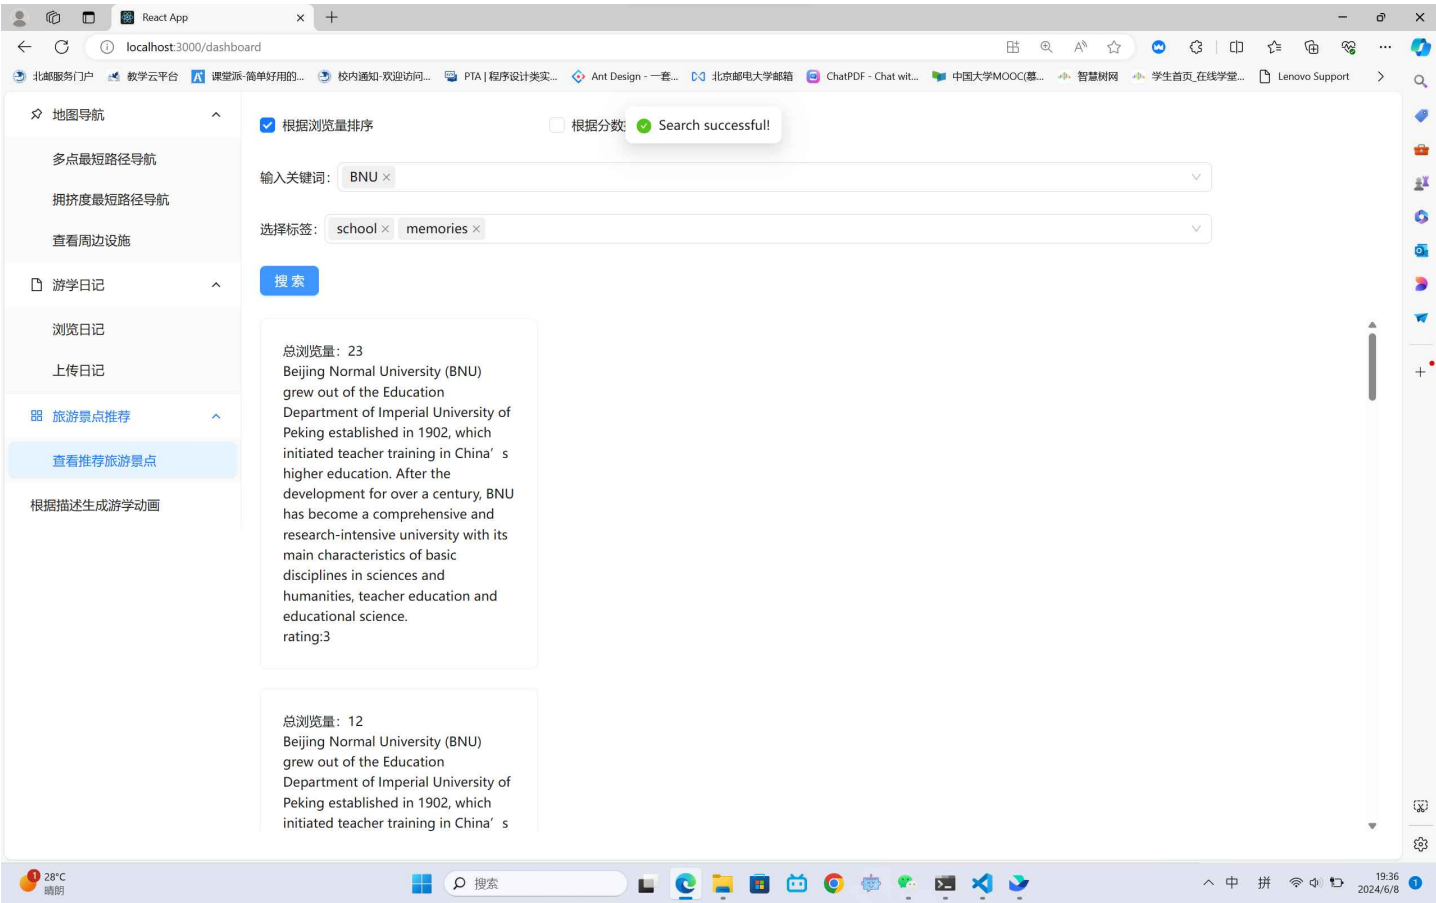 React App
localhost:3000/dashboard
北邮服务门户
教学云平台
课堂派-简单好用的...
校内通知-欢迎访问...
PTA | 程序设计类实...
Ant Design - 一套...
北京邮电大学邮箱
ChatPDF - Chat wit...
中国大学MOOC(慕...
智慧树网
学生首页_在线学堂...
Lenovo Support
地图导航
多点最短路径导航
拥挤度最短路径导航
查看周边设施
游学日记
浏览日记
上传日记
旅游景点推荐
查看推荐旅游景点
根据描述生成游学动画
根据浏览量排序
根据分数
Search successful!
输入关键词: BNU
选择标签: school memories
搜 索
总浏览量: 23
Beijing Normal University (BNU)
grew out of the Education
Department of Imperial University of
Peking established in 1902, which
initiated teacher training in China’s
higher education. After the
development for over a century, BNU
has become a comprehensive and
research-intensive university with its
main characteristics of basic
disciplines in sciences and
humanities, teacher education and
educational science.
rating:3
总浏览量: 12
Beijing Normal University (BNU)
grew out of the Education
Department of Imperial University of
Peking established in 1902, which
initiated teacher training in China’s
1
28°C
晴朗
搜索
中
拼
19:36
2024/6/8
1